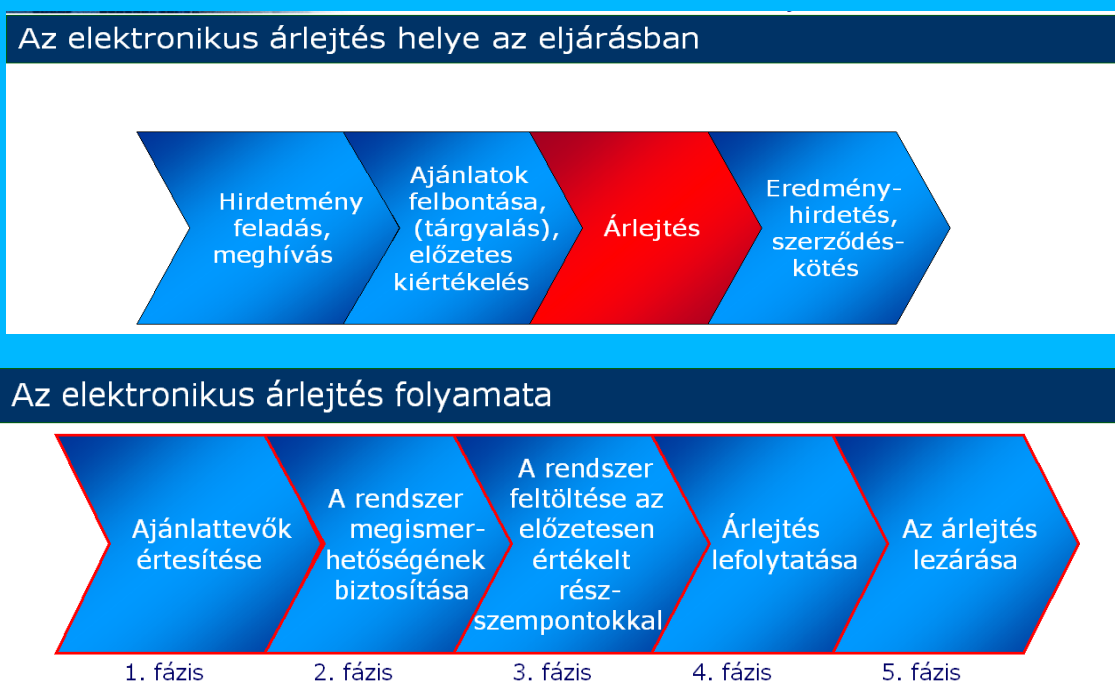 Az elektronikus árlejtés helye az eljárásban
Hirdetmény
feladás,
meghívás
Ajánlatok
felbontása,
(tárgyalás),
előzetes
kiértékelés
Árlejtés
Eredmény-
hirdetés,
szerződés-
kötés
Az elektronikus árlejtés folyamata
Ajánlattevők
értesítése
A rendszer
megismer-
hetőségének
biztosítása
A rendszer
feltöltése az
előzetesen
értékelt
rész-
szempontokkal
Árlejtés
lefolytatása
Az árlejtés
lezárása
1. fázis
2. fázis
3. fázis
4. fázis
5. fázis